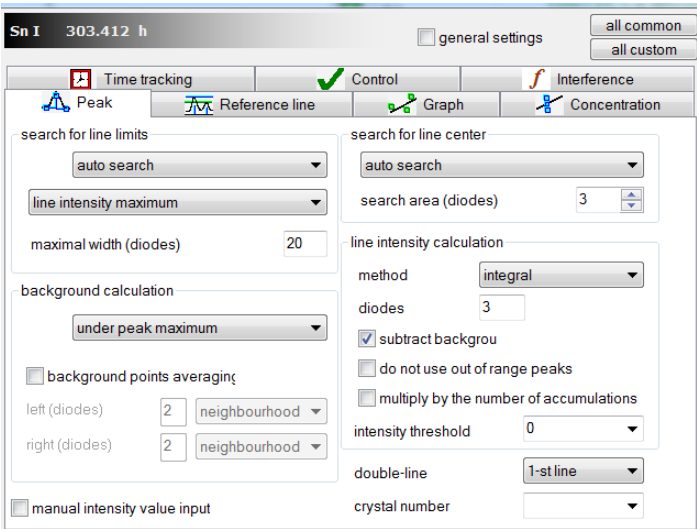 Sn I 303.412 h
general settings
all common
all custom
Time tracking
Control
Interference
Peak
Reference line
Graph
Concentration
search for line limits
auto search
line intensity maximum
maximal width (diodes) 20
background calculation
under peak maximum
background points averaging
left (diodes) 2 neighbourhood
right (diodes) 2 neighbourhood
manual intensity value input
search for line center
auto search
search area (diodes) 3
line intensity calculation
method integral
diodes 3
subtract backgrou
do not use out of range peaks
multiply by the number of accumulations
intensity threshold 0
double-line 1-st line
crystal number